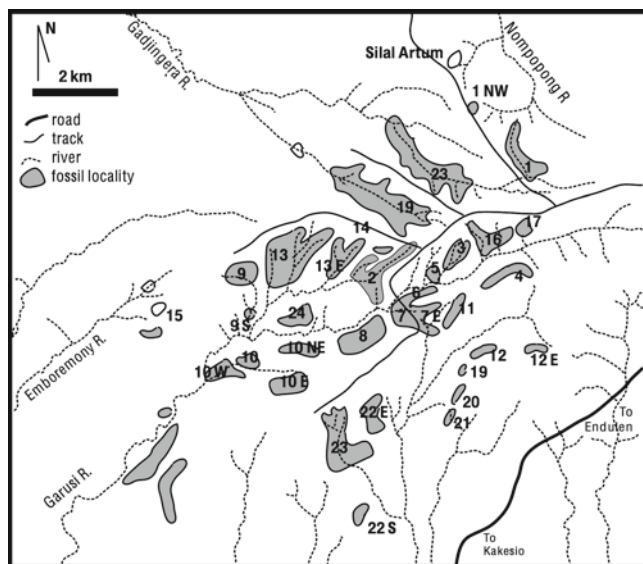 N
2 km
road
track
river
fossil locality
Gadjingera R.
Silal Artum
Nompopong R
1 NW
1
23
19
17
14
16
13
13 E
3
9
2
5
4
6
7
7 E
11
24
9 S
15
8
10 NE
10
10 W
10 E
12
12 E
19
20
21
22 E
23
22 S
Emboremony R.
Garusi R.
To
Endulen
To
Kakesio